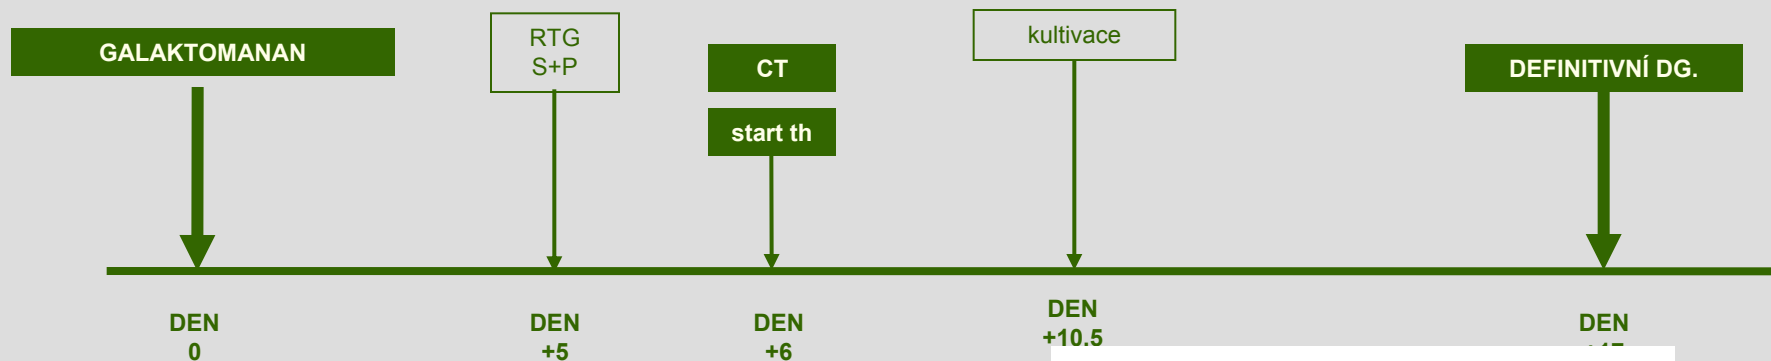 GALAKTOMANAN
RTG
S+P
CT
start th
kultivace
DEFINITIVNÍ DG.
DEN
0
DEN
+5
DEN
+6
DEN
+10.5
DEN